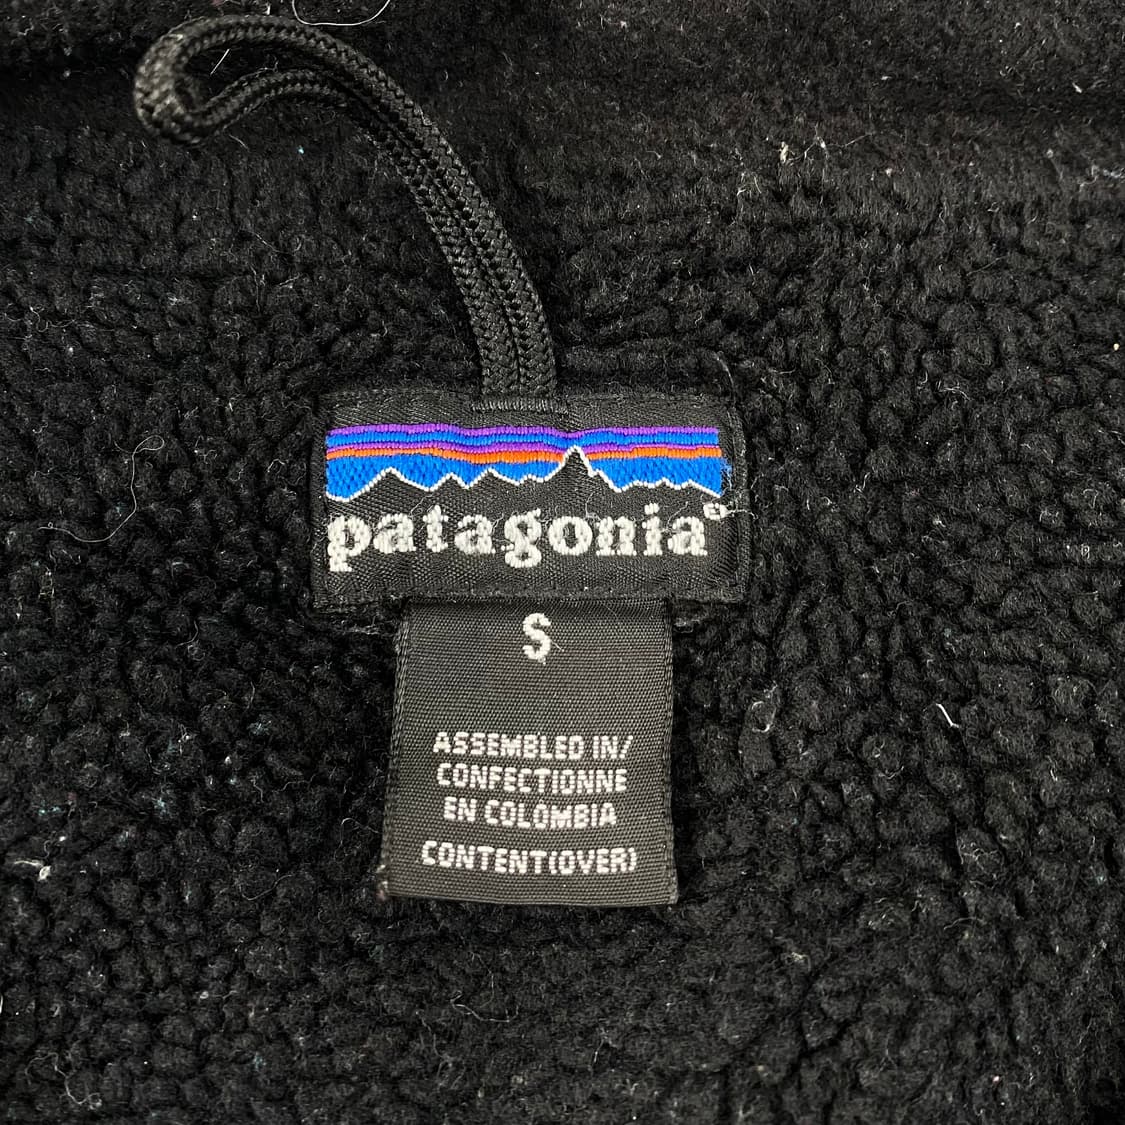 patagonia®
S
ASSEMBLED IN/
CONFECTIONNE
EN COLOMBIA
CONTENT(OVER)